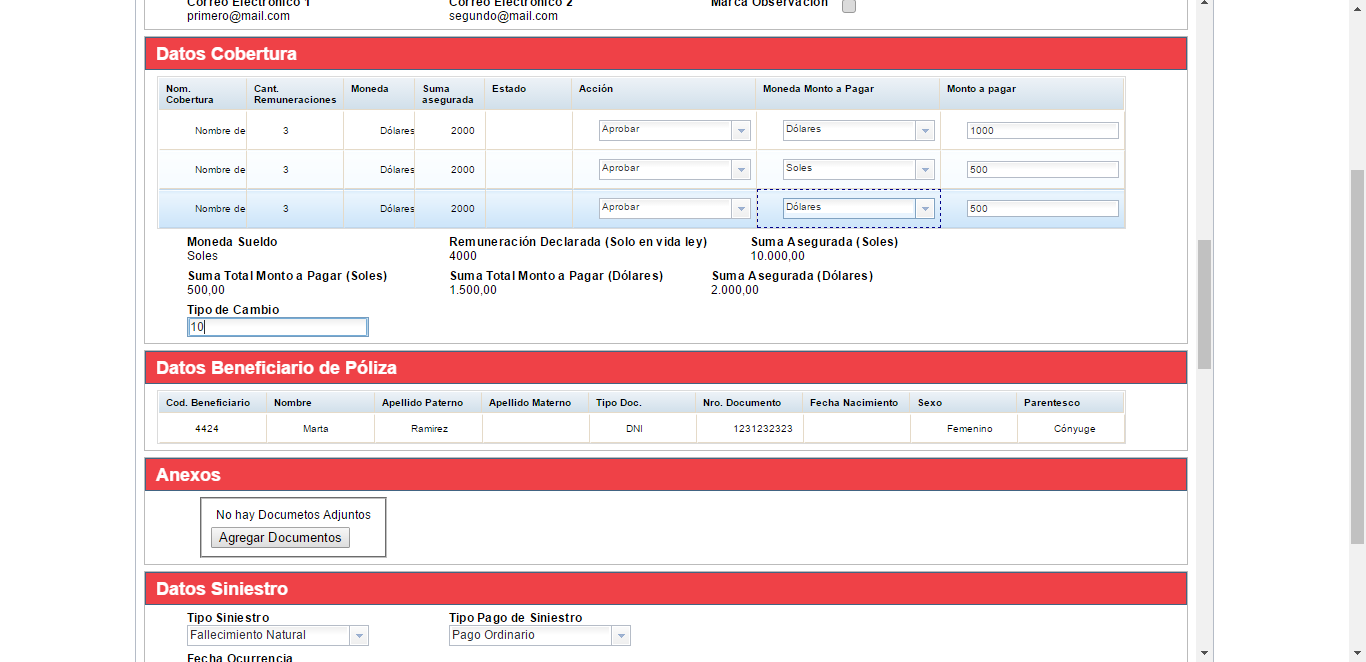 Correo Electrónico 1 Correo Electrónico 2 Marca Observación
primero@mail.com segundo@mail.com
Datos Cobertura
Nom. Cobertura Cant. Remuneraciones Moneda Suma asegurada Estado Acción Moneda Monto a Pagar Monto a pagar
Nombre de 3 Dólares 2000 Aprobar Dólares 1000
Nombre de 3 Dólares 2000 Aprobar Soles 500
Nombre de 3 Dólares 2000 Aprobar Dólares 500
Moneda Sueldo Remuneración Declarada (Solo en vida ley) Suma Asegurada (Soles)
Soles 4000 10.000,00
Suma Total Monto a Pagar (Soles) Suma Total Monto a Pagar (Dólares) Suma Asegurada (Dólares)
500,00 1.500,00 2.000,00
Tipo de Cambio
10
Datos Beneficiario de Póliza
Cod. Beneficiario Nombre Apellido Paterno Apellido Materno Tipo Doc. Nro. Documento Fecha Nacimiento Sexo Parentesco
4424 Marta Ramirez DNI 1231232323 Femenino Cónyuge
Anexos
No hay Documetos Adjuntos
Agregar Documentos
Datos Siniestro
Tipo Siniestro Tipo Pago de Siniestro
Fallecimiento Natural Pago Ordinario
Fecha Ocurrencia